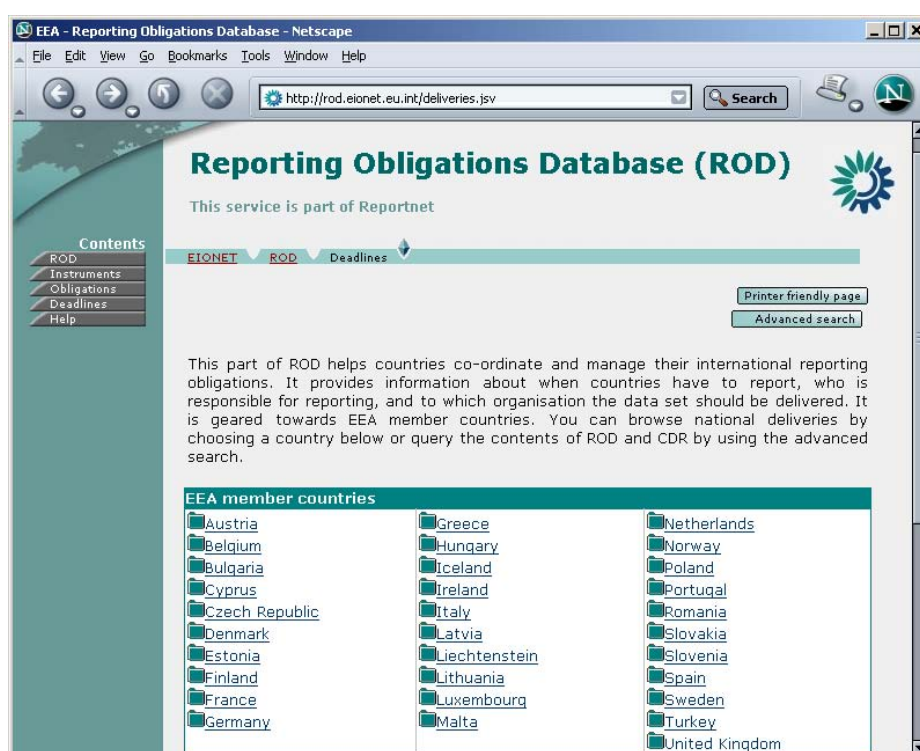 EEA - Reporting Obligations Database - Netscape
File Edit View Go Bookmarks Tools Window Help
http://rod.eionet.eu.int/deliveries.jsv
Search
N
Reporting Obligations Database (ROD)
This service is part of Reportnet
Contents
ROD
Instruments
Obligations
Deadlines
Help
EIONET ROD Deadlines
Printer friendly page
Advanced search
This part of ROD helps countries co-ordinate and manage their international reporting
obligations. It provides information about when countries have to report, who is
responsible for reporting, and to which organisation the data set should be delivered. It
is geared towards EEA member countries. You can browse national deliveries by
choosing a country below or query the contents of ROD and CDR by using the advanced
search.
EEA member countries
Austria
Belgium
Bulgaria
Cyprus
Czech Republic
Denmark
Estonia
Finland
France
Germany
Greece
Hungary
Iceland
Ireland
Italy
Latvia
Liechtenstein
Lithuania
Luxembourg
Malta
Netherlands
Norway
Poland
Portugal
Romania
Slovakia
Slovenia
Spain
Sweden
Turkey
United Kingdom